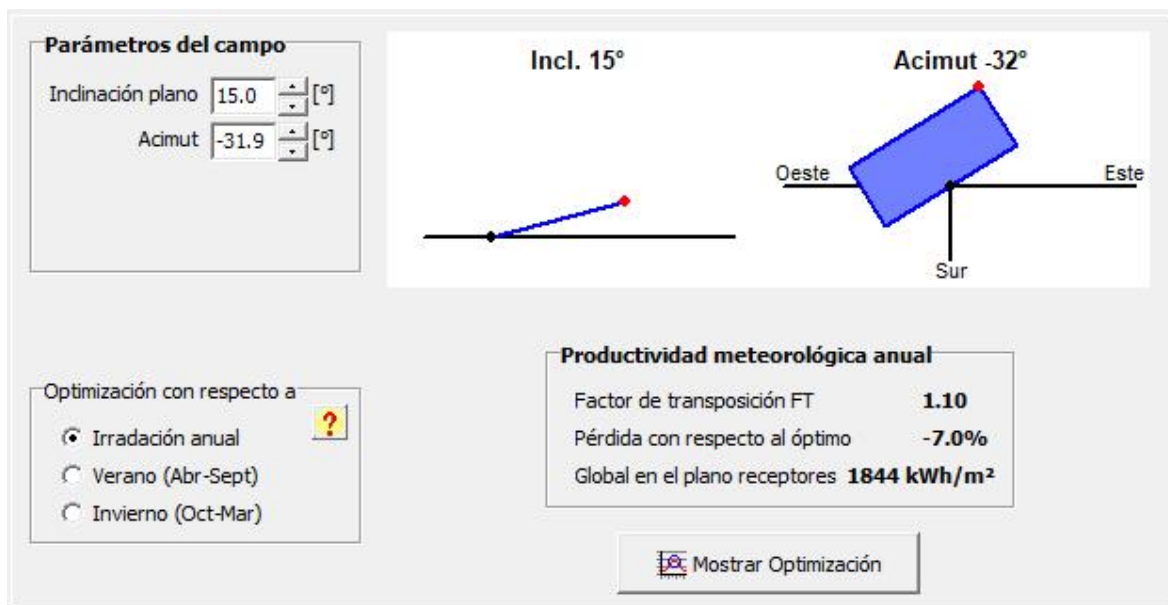 Parámetros del campo
Inclinación plano 15.0 [º]
Acimut -31.9 [º]
Incl. 15°
Acimut -32°
Oeste
Este
Sur
Optimización con respecto a
?
Irradación anual
Verano (Abr-Sept)
Invierno (Oct-Mar)
Productividad meteorológica anual
Factor de transposición FT 1.10
Pérdida con respecto al óptimo -7.0%
Global en el plano receptores 1844 kWh/m²
Mostrar Optimización